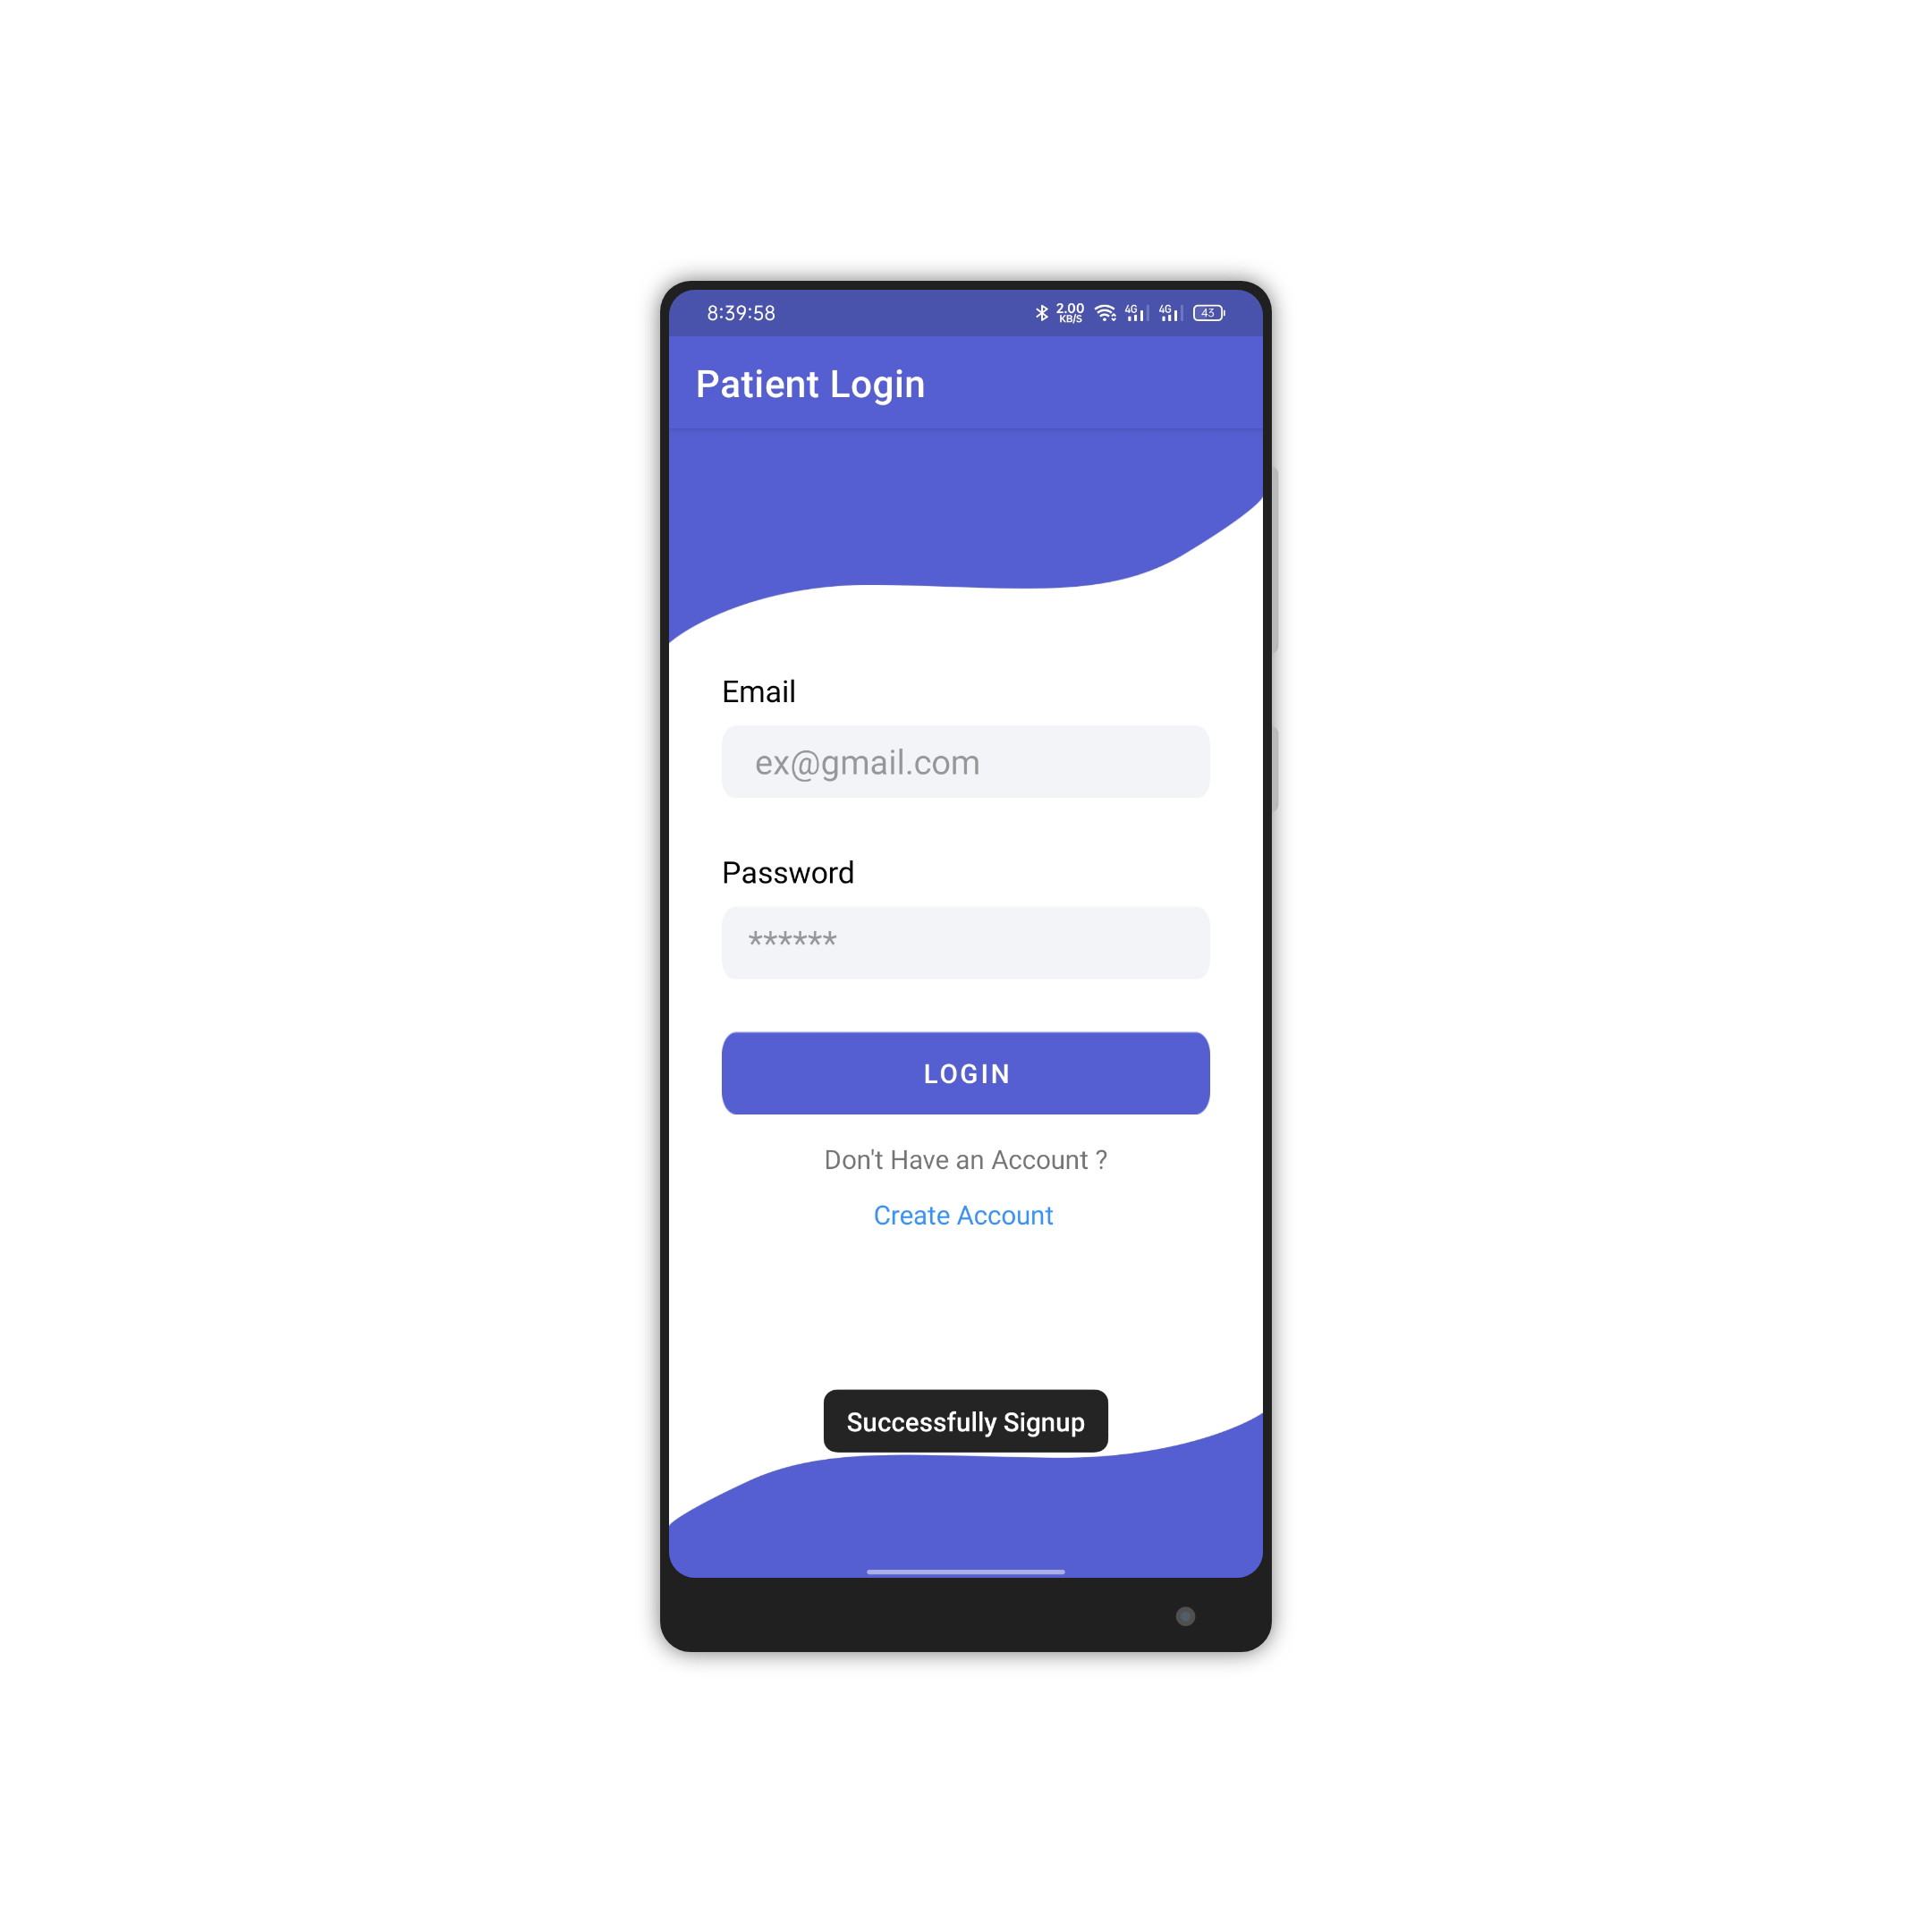 8:39:58 2.00 KB/S 4G 4G 43
Patient Login
Email
ex@gmail.com
Password
******
LOGIN
Don't Have an Account ?
Create Account
Successfully Signup